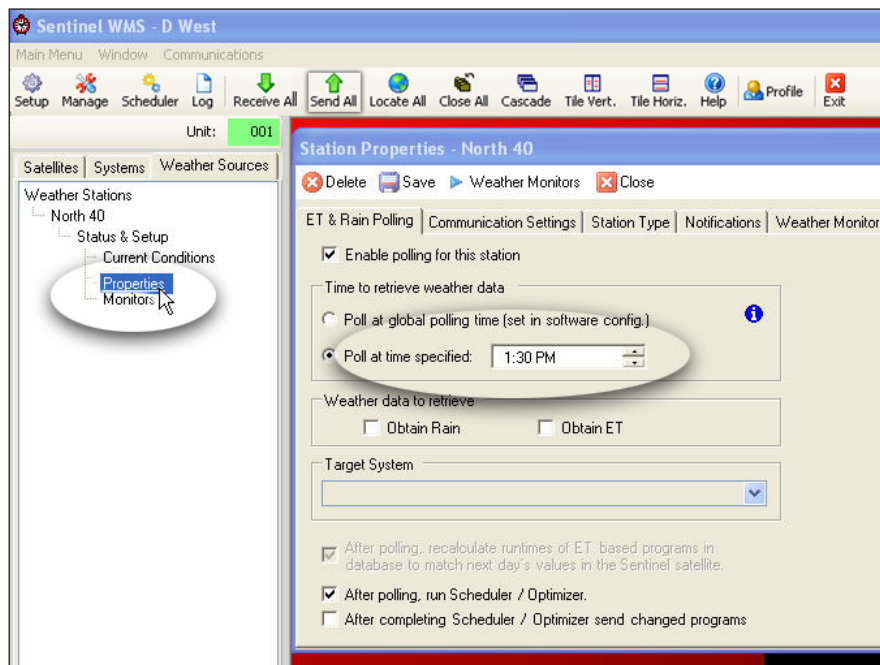 Sentinel WMS - D West
Main Menu Window Communications
Setup Manage Scheduler Log Receive All Send All Locate All Close All Cascade Tile Vert. Tile Horiz. Help Profile Exit
Unit: 001
Satellites Systems Weather Sources
Weather Stations
North 40
Status & Setup
Current Conditions
Properties
Monitors
Station Properties - North 40
Delete Save Weather Monitors Close
ET & Rain Polling Communication Settings Station Type Notifications Weather Monitor
Enable polling for this station
Time to retrieve weather data
Poll at global polling time (set in software config.)
Poll at time specified: 1:30 PM
Weather data to retrieve
Obtain Rain Obtain ET
Target System
After polling, recalculate runtimes of ET based programs in
database to match next day's values in the Sentinel satellite.
After polling, run Scheduler / Optimizer.
After completing Scheduler / Optimizer send changed programs